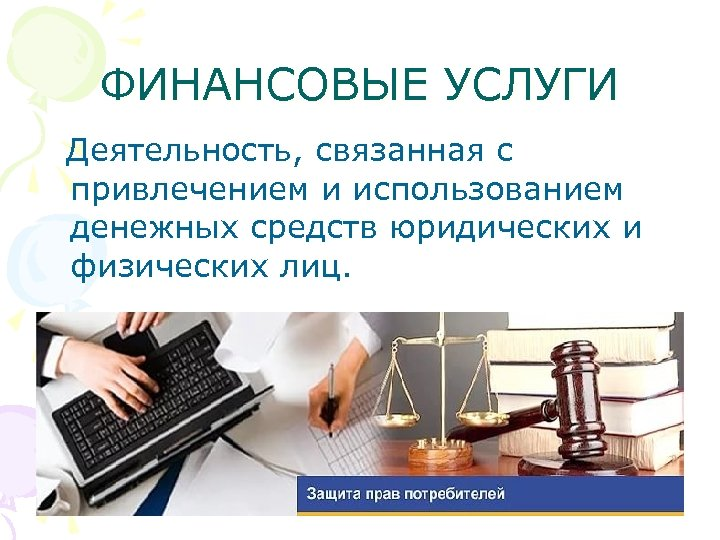 ФИНАНСОВЫЕ УСЛУГИ
Деятельность, связанная с
привлечением и использованием
денежных средств юридических и
физических лиц.
Защита прав потребителей